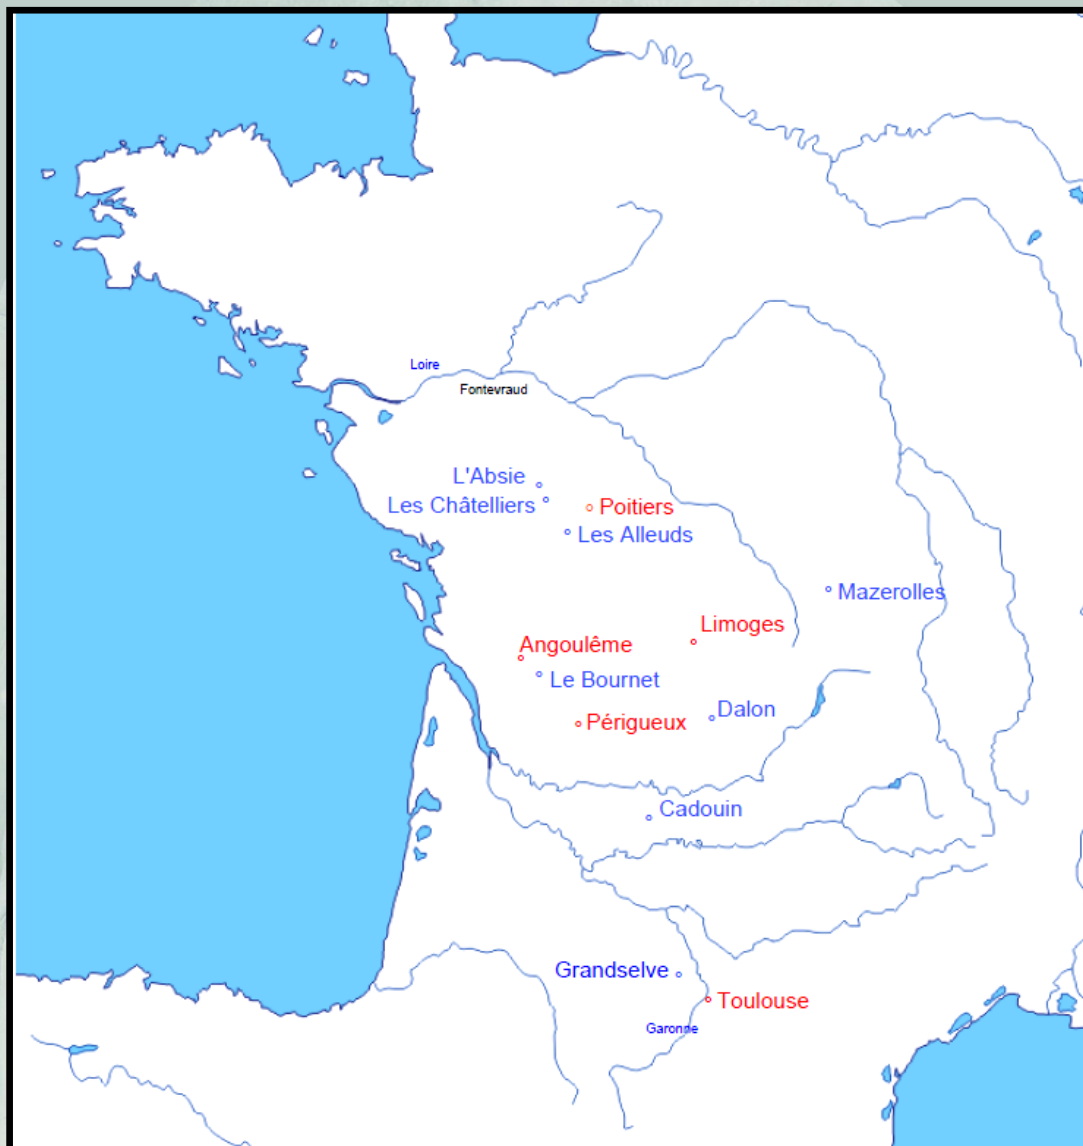 Loire
Fontevraud
L'Absie
Les Châtelliers
Poitiers
Les Alleuds
Mazerolles
Limoges
Angoulême
Le Bournet
Dalon
Périgueux
Cadouin
Grandselve
Toulouse
Garonne